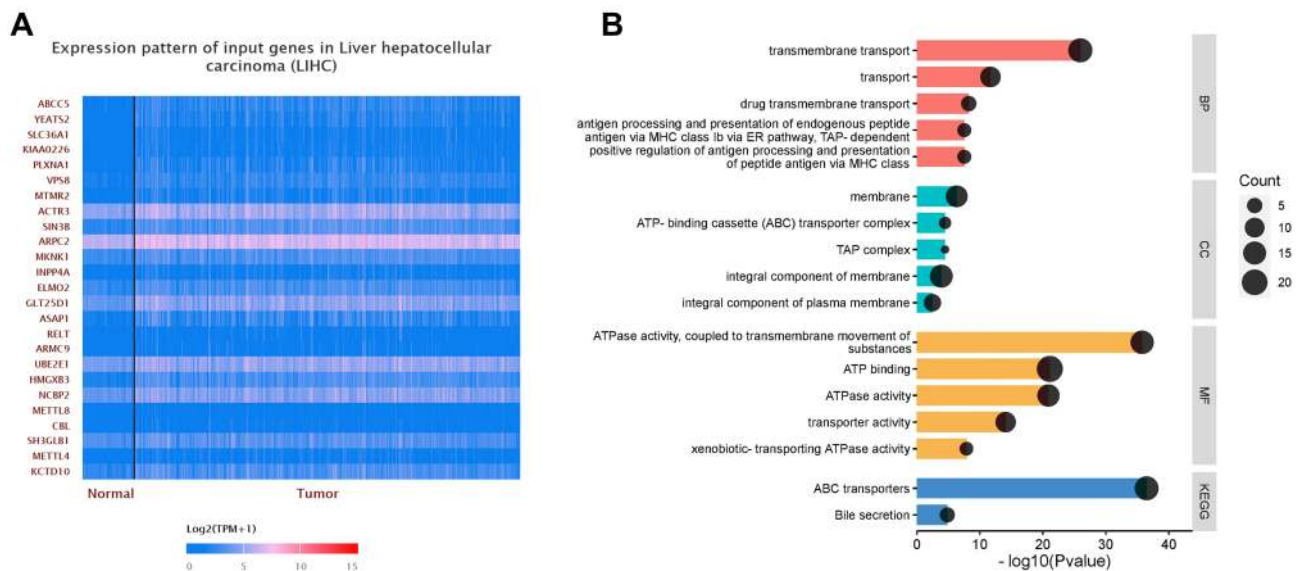 A
Expression pattern of input genes in Liver hepatocellular
carcinoma (LIHC)
ABCC5
YEATS2
SLC36A1
KIAA0226
PLXNA1
VPS8
MTMR2
ACTR3
SIN3B
ARPC2
MKNK1
INPP4A
ELMO2
GLT25D1
ASAP1
RELT
ARMC9
UBE2E1
HMGXB3
NCBP2
METTL8
CBL
SH3GLB1
METTL4
KCTD10
Normal
Tumor
Log2(TPM+1)
0 5 10 15
B
transmembrane transport
transport
drug transmembrane transport
antigen processing and presentation of endogenous peptide
antigen via MHC class Ib via ER pathway, TAP- dependent
positive regulation of antigen processing and presentation
of peptide antigen via MHC class
BP
membrane
ATP- binding cassette (ABC) transporter complex
TAP complex
integral component of membrane
integral component of plasma membrane
CC
ATPase activity, coupled to transmembrane movement of
substances
ATP binding
ATPase activity
transporter activity
xenobiotic- transporting ATPase activity
MF
ABC transporters
Bile secretion
KEGG
0 10 20 30 40
- log10(Pvalue)
Count
5
10
15
20